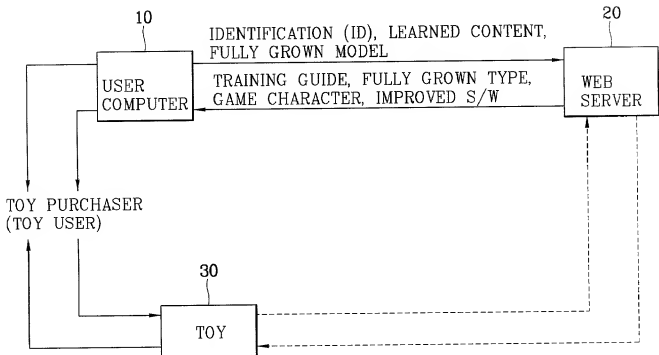 10
20
IDENTIFICATION (ID), LEARNED CONTENT,
FULLY GROWN MODEL
USER
COMPUTER
TRAINING GUIDE, FULLY GROWN TYPE,
GAME CHARACTER, IMPROVED S/W
WEB
SERVER
TOY PURCHASER
(TOY USER)
30
TOY